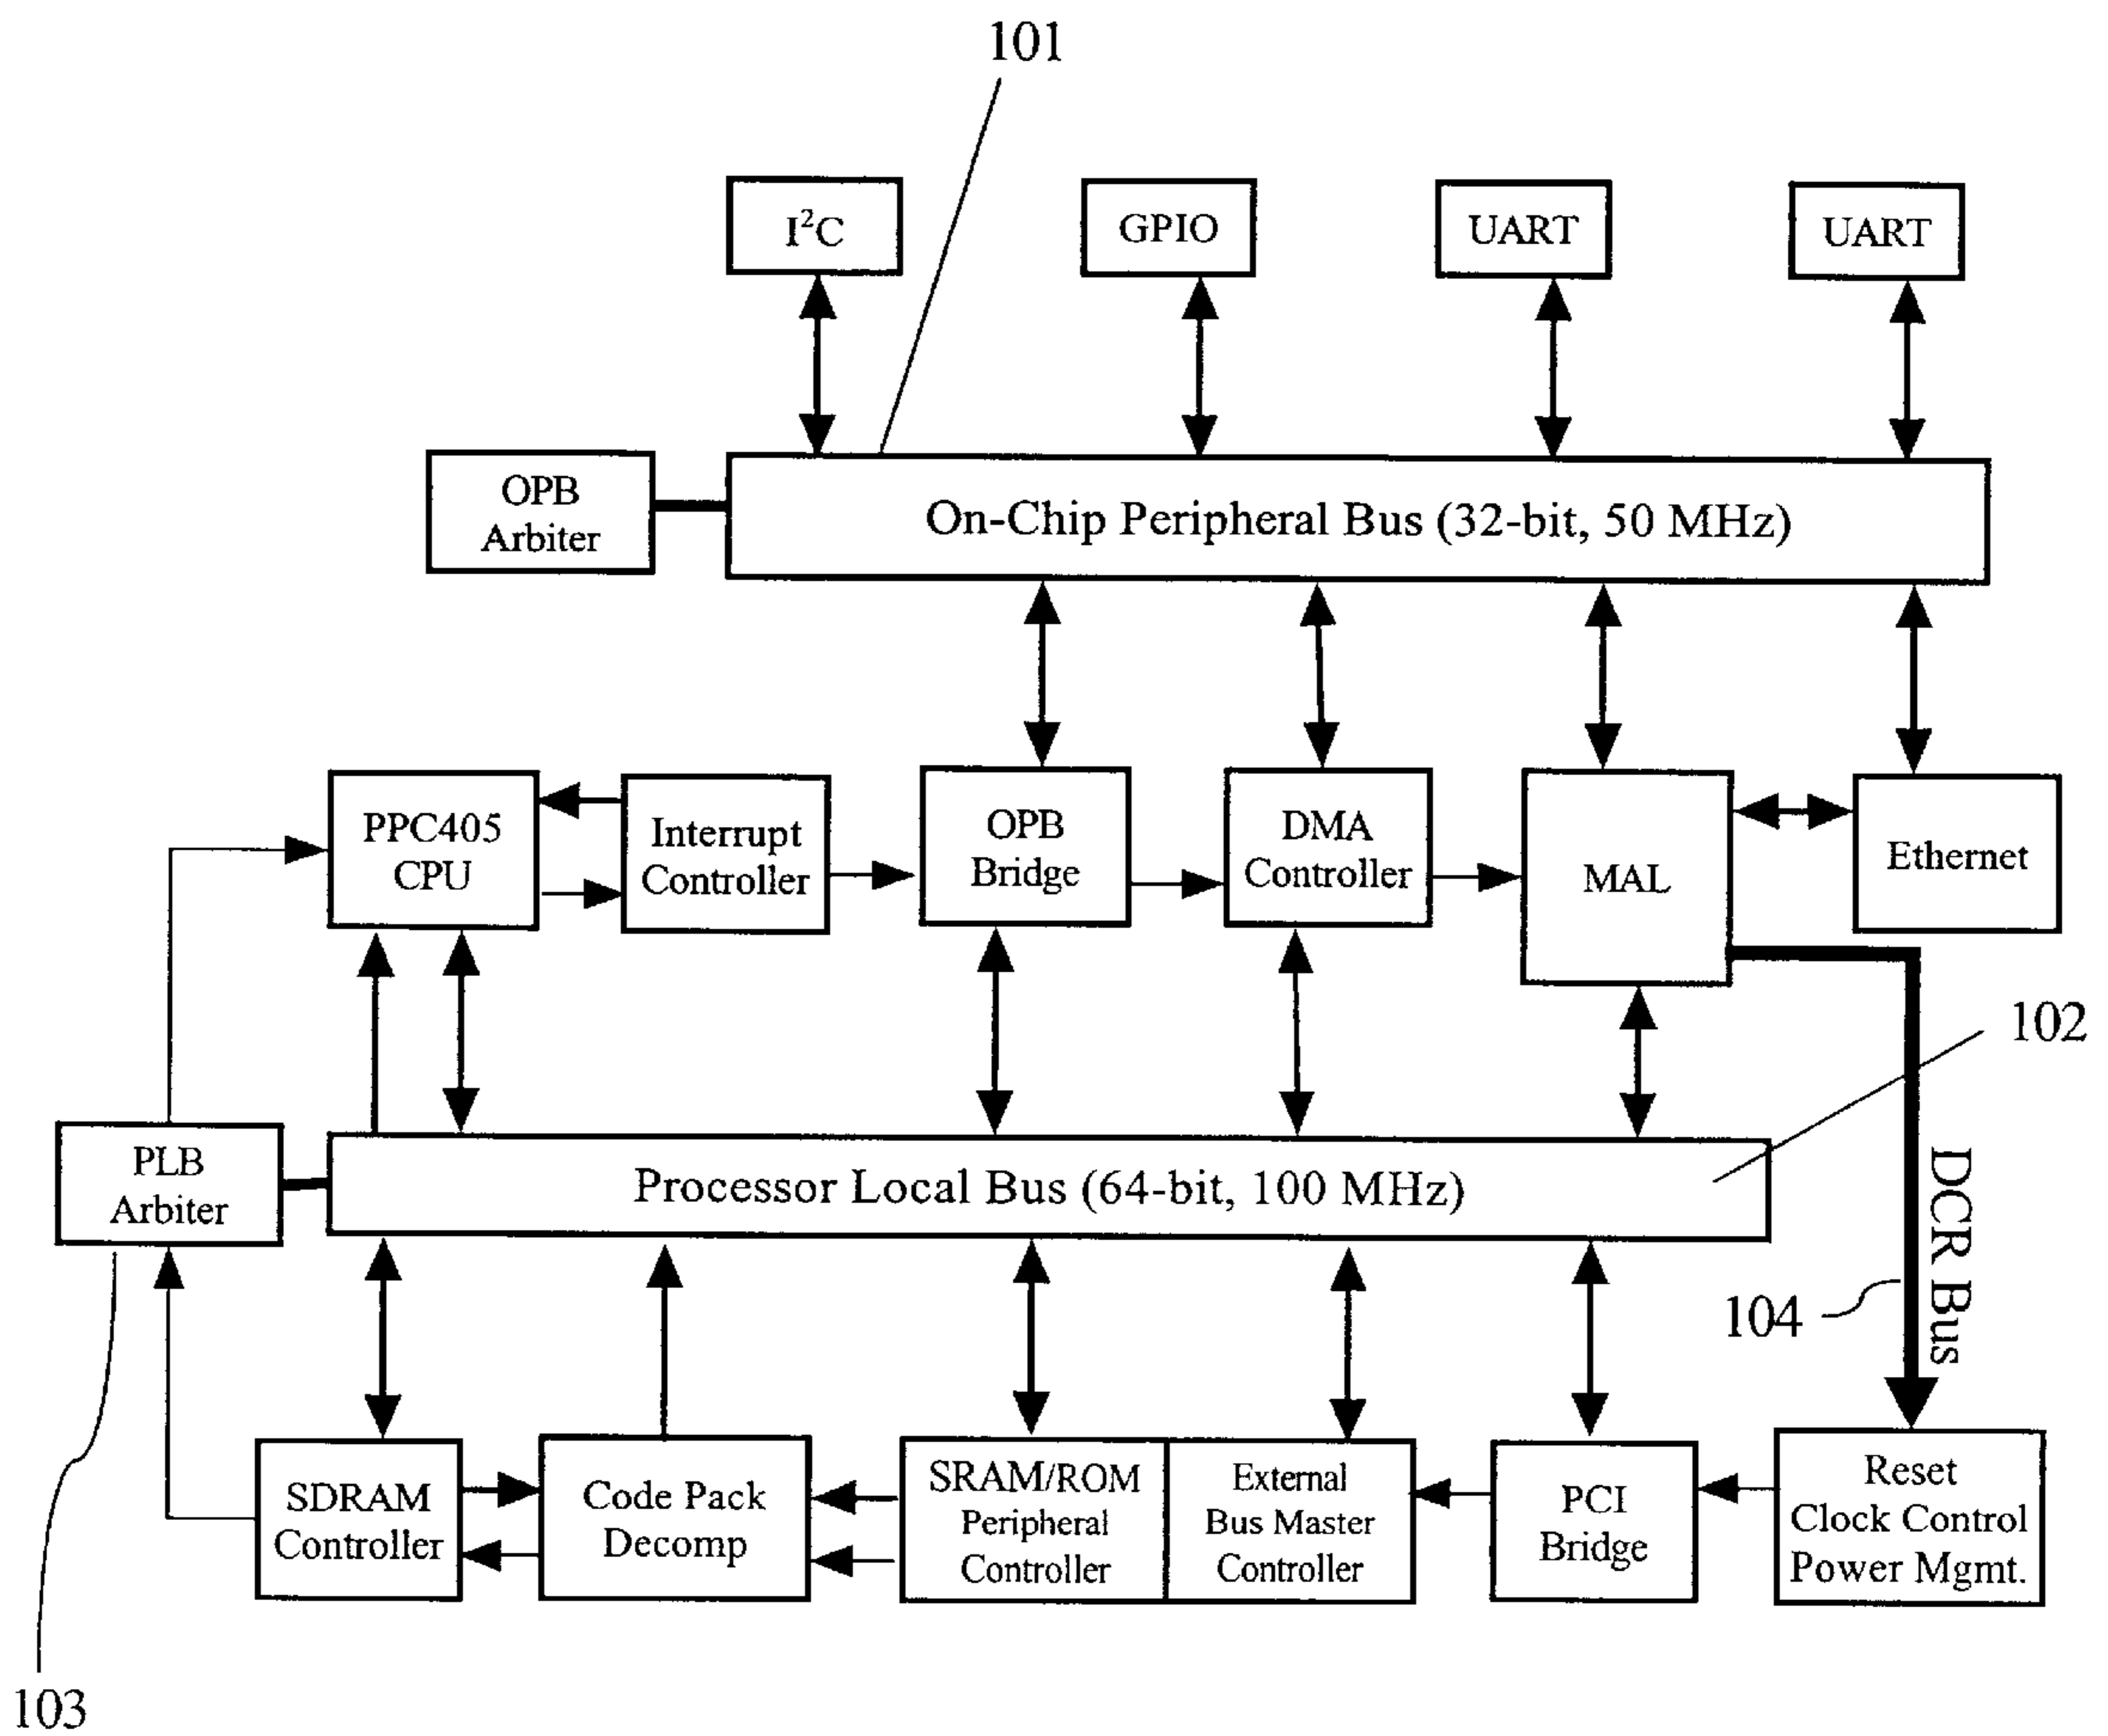 101
I²C
GPIO
UART
UART
OPB
Arbiter
On-Chip Peripheral Bus (32-bit, 50 MHz)
PPC405
CPU
Interrupt
Controller
OPB
Bridge
DMA
Controller
MAL
Ethernet
102
PLB
Arbiter
Processor Local Bus (64-bit, 100 MHz)
DCR Bus
104
SDRAM
Controller
Code Pack
Decomp
SRAM/ROM
Peripheral
Controller
External
Bus Master
Controller
PCI
Bridge
Reset
Clock Control
Power Mgmt.
103